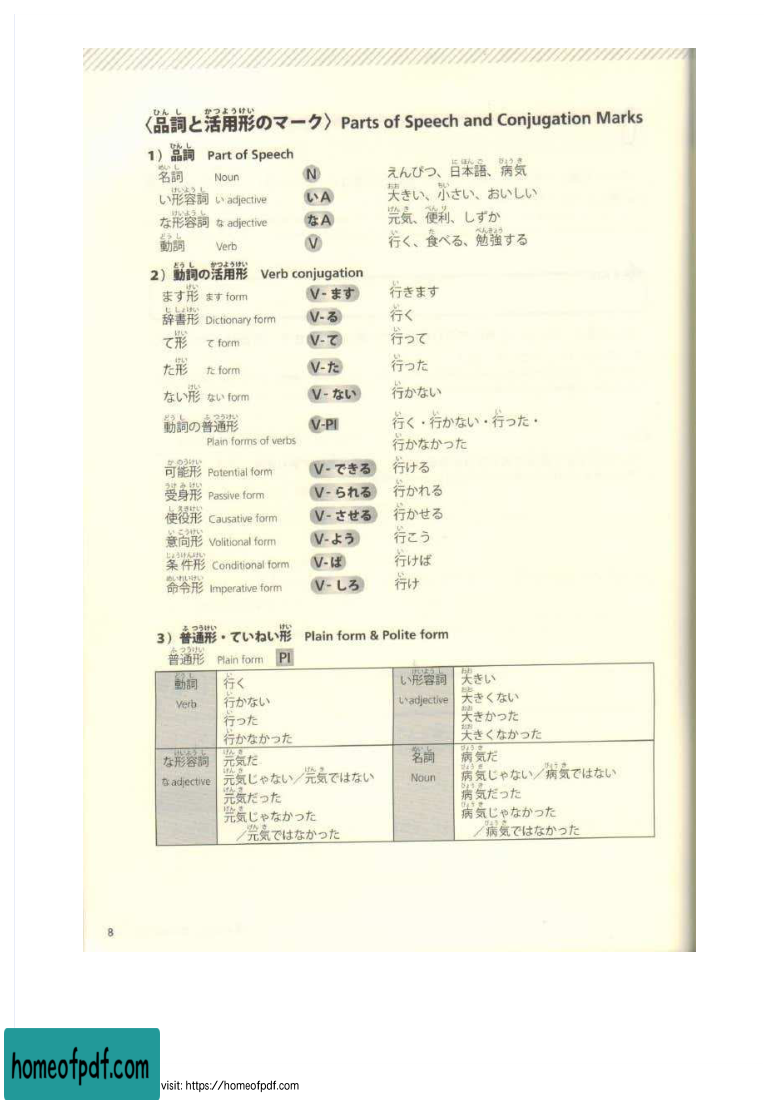 〈品詞と活用形のマーク〉 Parts of Speech and Conjugation Marks
1）品詞 Part of Speech
名詞 Noun N えんぴつ、日本語、病気
い形容詞 い adjective いA 大きい、小さい、おいしい
な形容詞 な adjective なA 元気、便利、しずか
動詞 Verb V 行く、食べる、勉強する
2）動詞の活用形 Verb conjugation
ます形 ます form V-ます 行きます
辞書形 Dictionary form V-る 行く
て形 て form V-て 行って
た形 た form V-た 行った
ない形 ない form V-ない 行かない
動詞の普通形 V-Pl 行く・行かない・行った・
Plain forms of verbs 行かなかった
可能形 Potential form V-できる 行ける
受身形 Passive form V-られる 行かれる
使役形 Causative form V-させる 行かせる
意向形 Volitional form V-よう 行こう
条件形 Conditional form V-ば 行けば
命令形 Imperative form V-しろ 行け
3）普通形・ていねい形 Plain form & Polite form
普通形 Plain form Pl
動詞
Verb
行く
行かない
行った
行かなかった
い形容詞
い adjective
大きい
大きくない
大きかった
大きくなかった
な形容詞
な adjective
元気だ
元気じゃない／元気ではない
元気だった
元気じゃなかった
／元気ではなかった
名詞
Noun
病気だ
病気じゃない／病気ではない
病気だった
病気じゃなかった
／病気ではなかった
8
homeofpdf.com
visit: https://homeofpdf.com